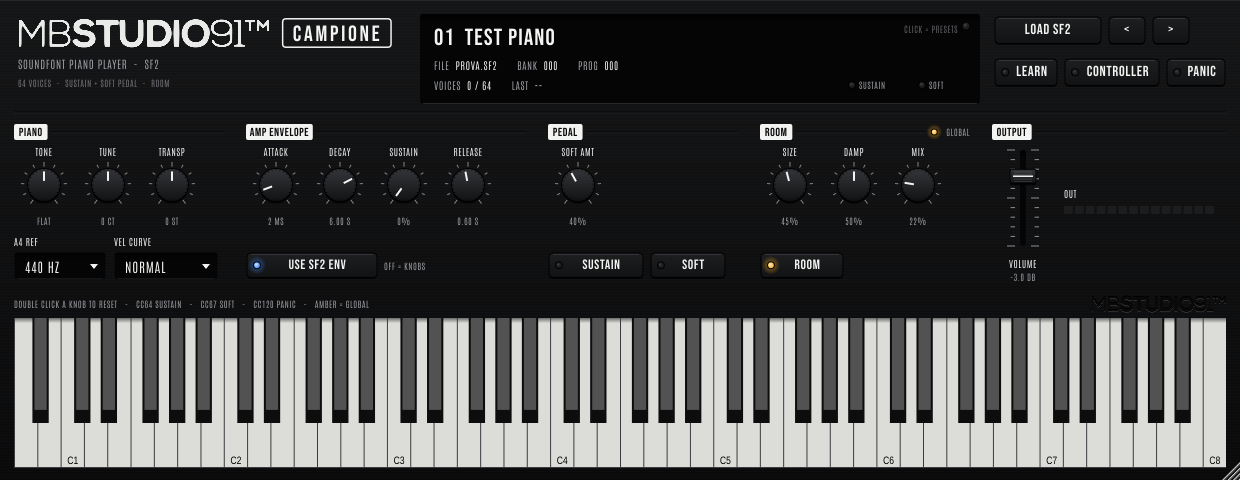 MBSTUDIO91™ CAMPIONE
SOUNDFONT PIANO PLAYER - SF2
64 VOICES - SUSTAIN + SOFT PEDAL - ROOM
01 TEST PIANO
CLICK = PRESETS
FILE PROVA.SF2 BANK 000 PROG 000
VOICES 0 / 64 LAST --
SUSTAIN SOFT
LOAD SF2 < >
LEARN CONTROLLER PANIC
PIANO
TONE TUNE TRANSP
FLAT 0 CT 0 ST
A4 REF VEL CURVE
440 HZ NORMAL
AMP ENVELOPE
ATTACK DECAY SUSTAIN RELEASE
2 MS 6.00 S 0% 0.60 S
USE SF2 ENV OFF = KNOBS
PEDAL
SOFT AMT
40%
SUSTAIN SOFT
ROOM GLOBAL
SIZE DAMP MIX
45% 50% 22%
ROOM
OUTPUT
OUT
VOLUME
-3.0 DB
DOUBLE CLICK A KNOB TO RESET - CC64 SUSTAIN - CC67 SOFT - CC120 PANIC - AMBER = GLOBAL
MBSTUDIO91™
C1 C2 C3 C4 C5 C6 C7 C8